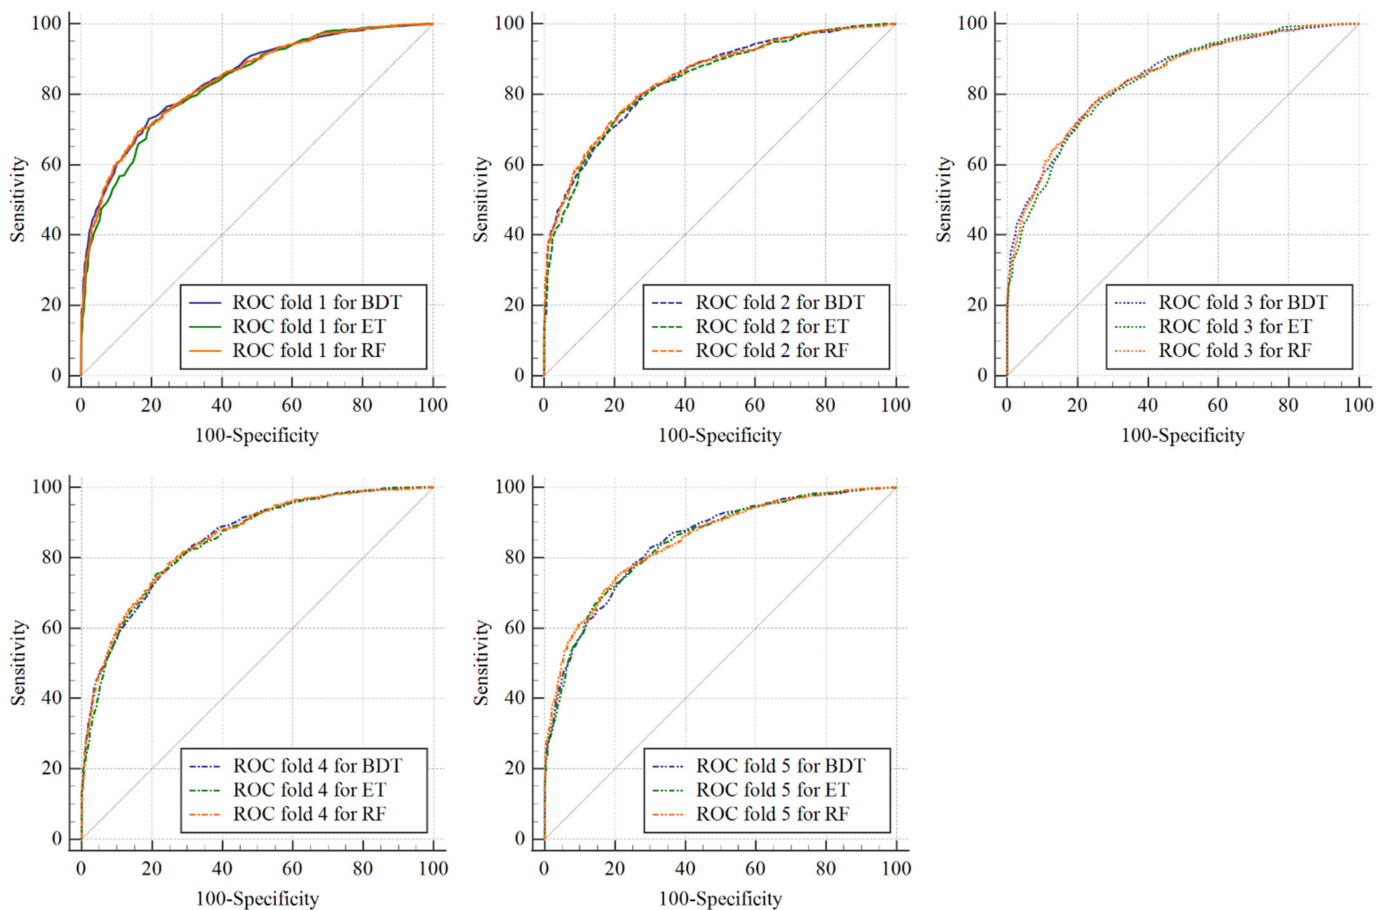 100
80
60
40
20
0
Sensitivity
ROC fold 1 for BDT
ROC fold 1 for ET
ROC fold 1 for RF
0 20 40 60 80 100
100-Specificity
100
80
60
40
20
0
Sensitivity
ROC fold 2 for BDT
ROC fold 2 for ET
ROC fold 2 for RF
0 20 40 60 80 100
100-Specificity
100
80
60
40
20
0
Sensitivity
ROC fold 3 for BDT
ROC fold 3 for ET
ROC fold 3 for RF
0 20 40 60 80 100
100-Specificity
100
80
60
40
20
0
Sensitivity
ROC fold 4 for BDT
ROC fold 4 for ET
ROC fold 4 for RF
0 20 40 60 80 100
100-Specificity
100
80
60
40
20
0
Sensitivity
ROC fold 5 for BDT
ROC fold 5 for ET
ROC fold 5 for RF
0 20 40 60 80 100
100-Specificity